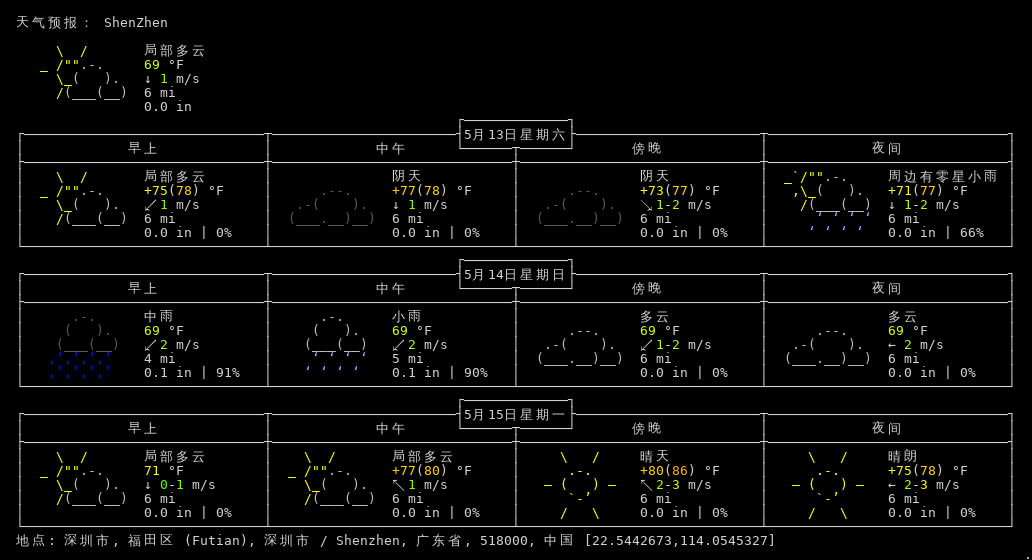 天气预报： ShenZhen
局部多云
69 °F
↓ 1 m/s
6 mi
0.0 in
5月13日星期六
早上 中午 傍晚 夜间
局部多云 阴天 阴天 周边有零星小雨
+75(78) °F +77(78) °F +73(77) °F +71(77) °F
↙ 1 m/s ↓ 1 m/s ↘ 1-2 m/s ↓ 1-2 m/s
6 mi 6 mi 6 mi 6 mi
0.0 in | 0% 0.0 in | 0% 0.0 in | 0% 0.0 in | 66%
5月14日星期日
早上 中午 傍晚 夜间
中雨 小雨 多云 多云
69 °F 69 °F 69 °F 69 °F
↙ 2 m/s ↙ 2 m/s ↙ 1-2 m/s ← 2 m/s
4 mi 5 mi 6 mi 6 mi
0.1 in | 91% 0.1 in | 90% 0.0 in | 0% 0.0 in | 0%
5月15日星期一
早上 中午 傍晚 夜间
局部多云 局部多云 晴天 晴朗
71 °F +77(80) °F +80(86) °F +75(78) °F
↓ 0-1 m/s ↖ 1 m/s ↖ 2-3 m/s ← 2-3 m/s
6 mi 6 mi 6 mi 6 mi
0.0 in | 0% 0.0 in | 0% 0.0 in | 0% 0.0 in | 0%
地点: 深圳市, 福田区 (Futian), 深圳市 / Shenzhen, 广东省, 518000, 中国 [22.5442673,114.0545327]